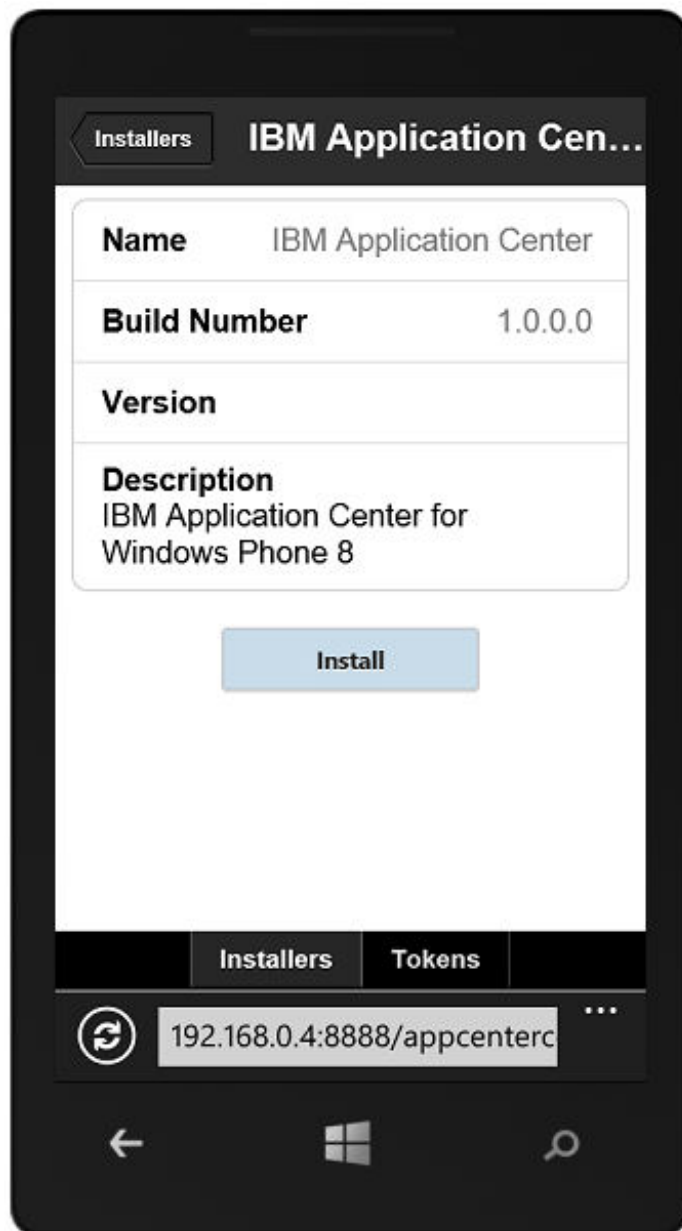 Installers
IBM Application Cen...
Name
IBM Application Center
Build Number
1.0.0.0
Version
Description
IBM Application Center for
Windows Phone 8
Install
Installers
Tokens
192.168.0.4:8888/appcenterc
...